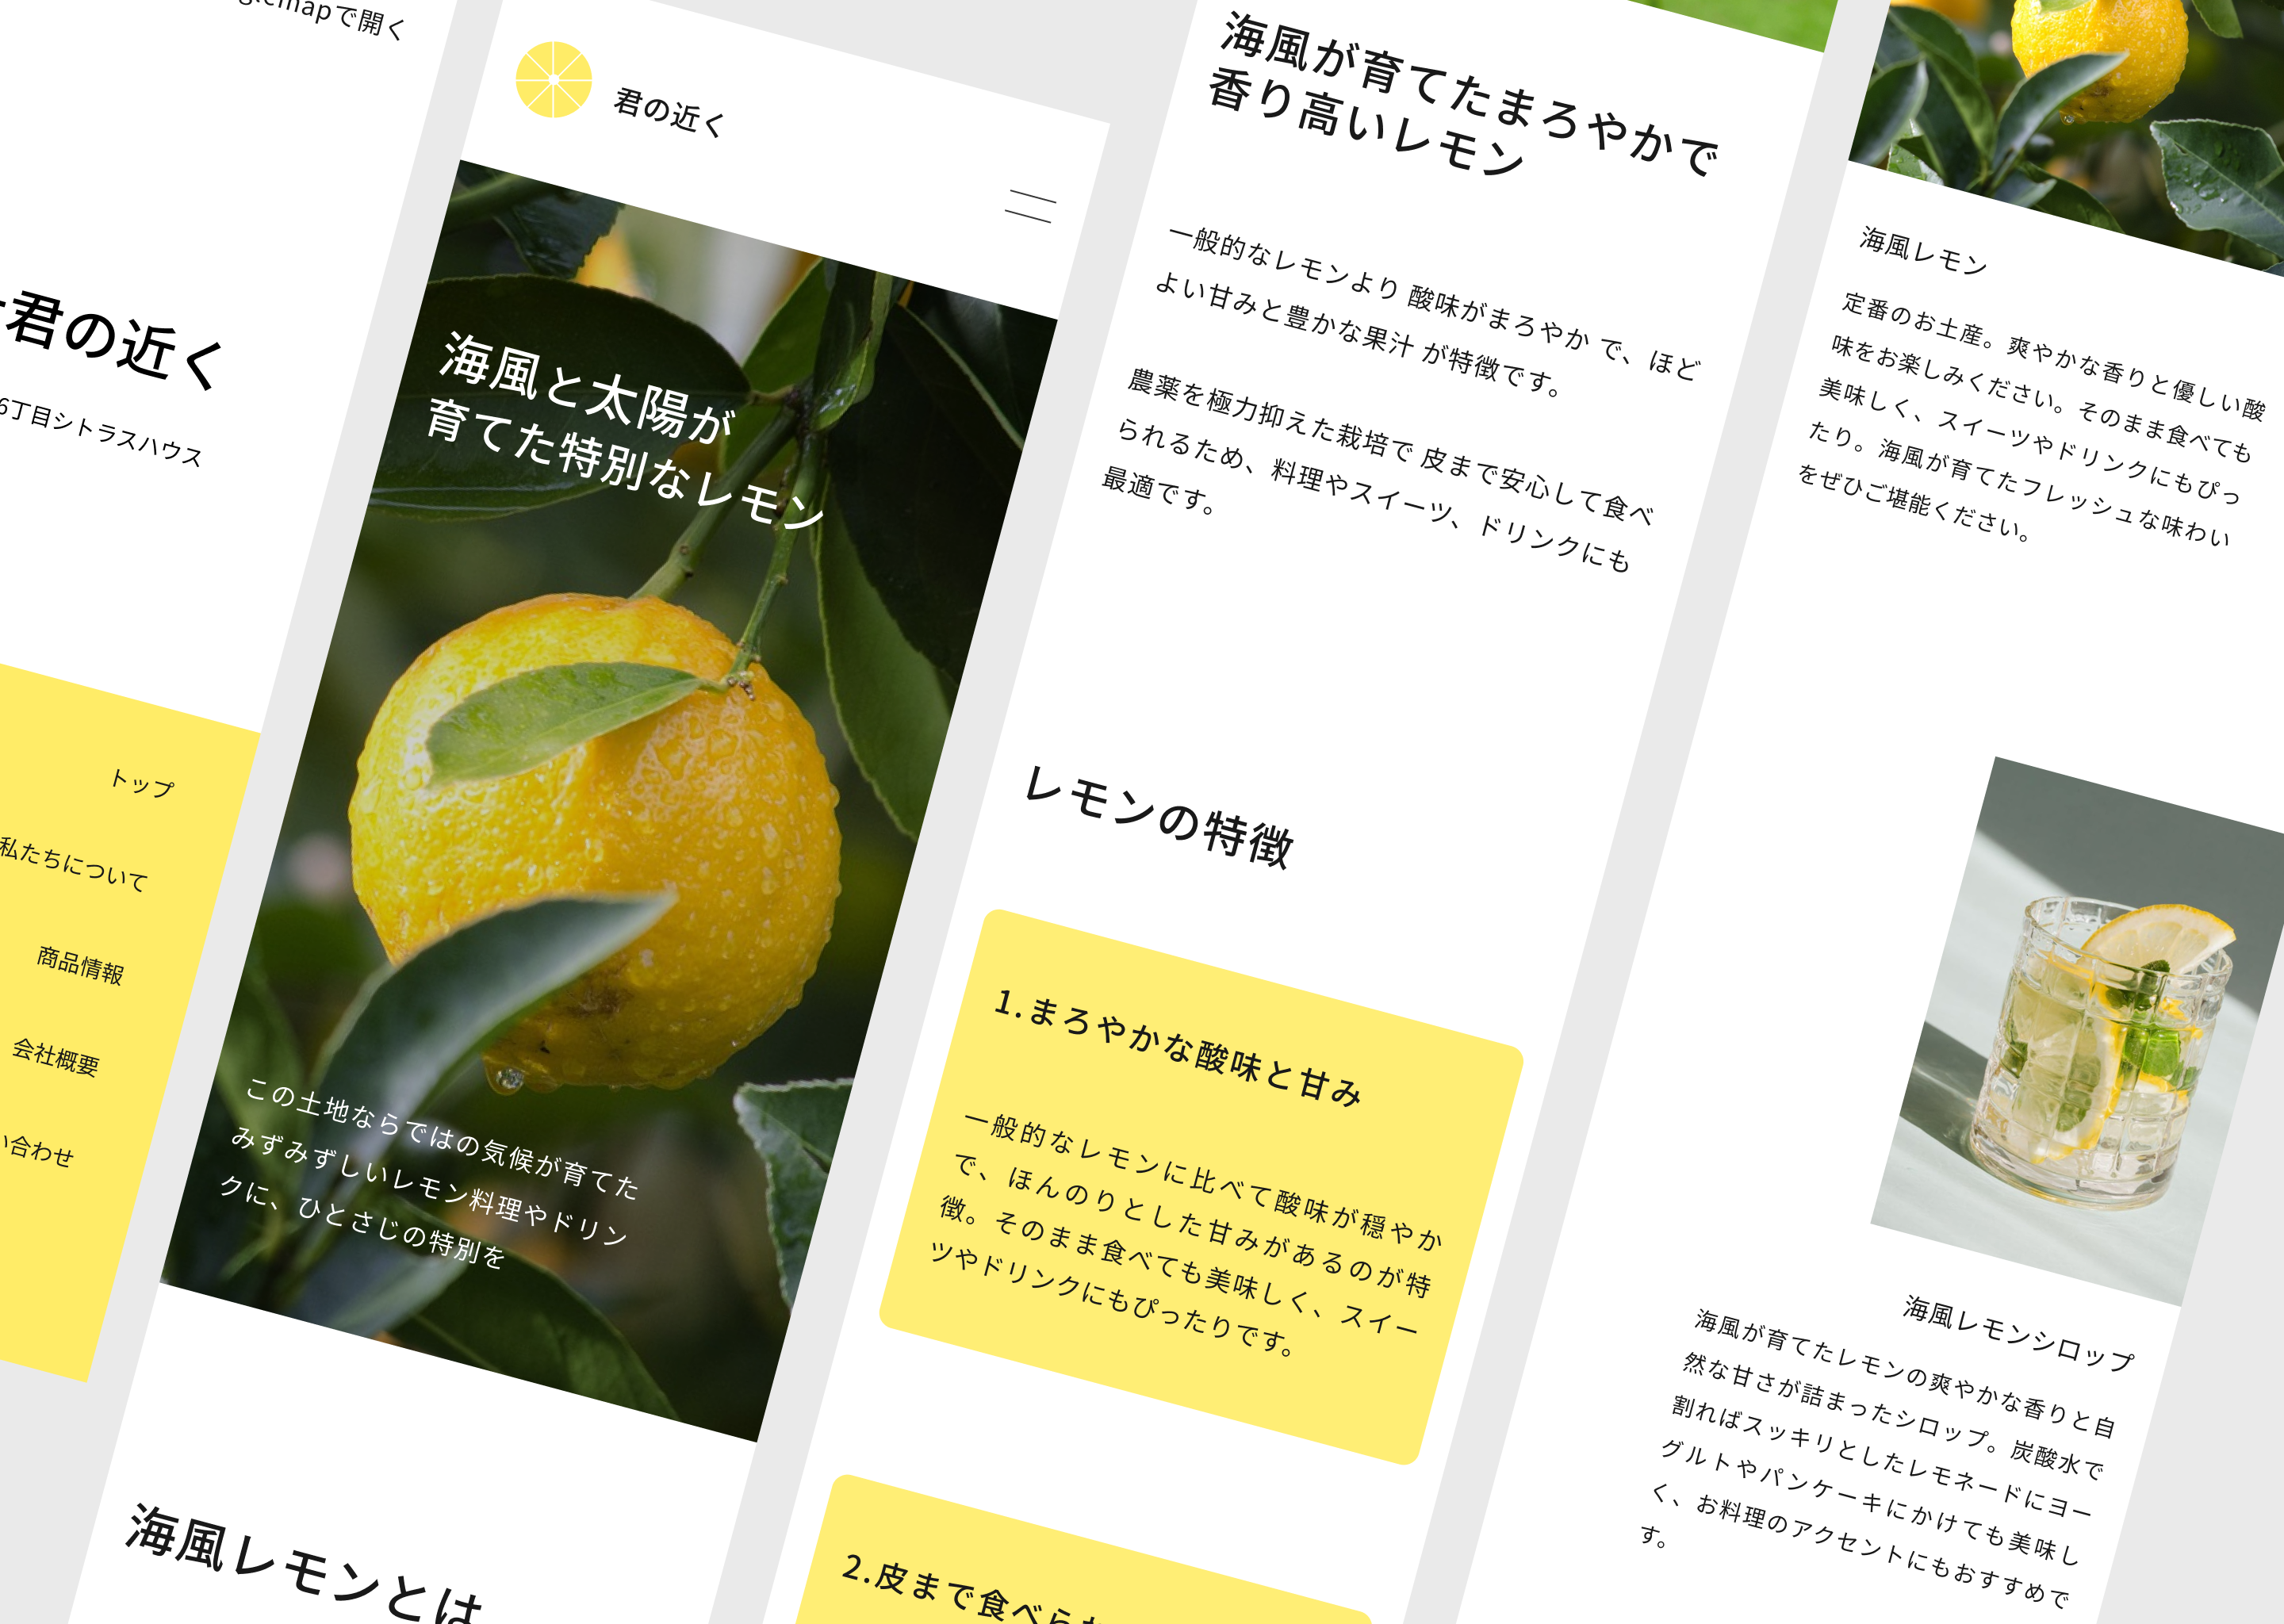 mapで開く
君の近く
6丁目シトラスハウス
トップ
私たちについて
商品情報
会社概要
い合わせ
君の近く
海風と太陽が
育てた特別なレモン
この土地ならではの気候が育てた
みずみずしいレモン料理やドリン
クに、ひとさじの特別を
海風レモンとは
海風が育てたまろやかで
香り高いレモン
一般的なレモンより 酸味がまろやか で、ほど
よい甘みと豊かな果汁 が特徴です。
農薬を極力抑えた栽培で 皮まで安心して食べ
られるため、料理やスイーツ、ドリンクにも
最適です。
レモンの特徴
1.まろやかな酸味と甘み
一般的なレモンに比べて酸味が穏やか
で、ほんのりとした甘みがあるのが特
徴。そのまま食べても美味しく、スイー
ツやドリンクにもぴったりです。
2.皮まで食べら
海風レモン
定番のお土産。爽やかな香りと優しい酸
味をお楽しみください。そのまま食べても
美味しく、スイーツやドリンクにもぴっ
たり。海風が育てたフレッシュな味わい
をぜひご堪能ください。
海風レモンシロップ
海風が育てたレモンの爽やかな香りと自
然な甘さが詰まったシロップ。炭酸水で
割ればスッキリとしたレモネードにヨー
グルトやパンケーキにかけても美味し
く、お料理のアクセントにもおすすめで
す。